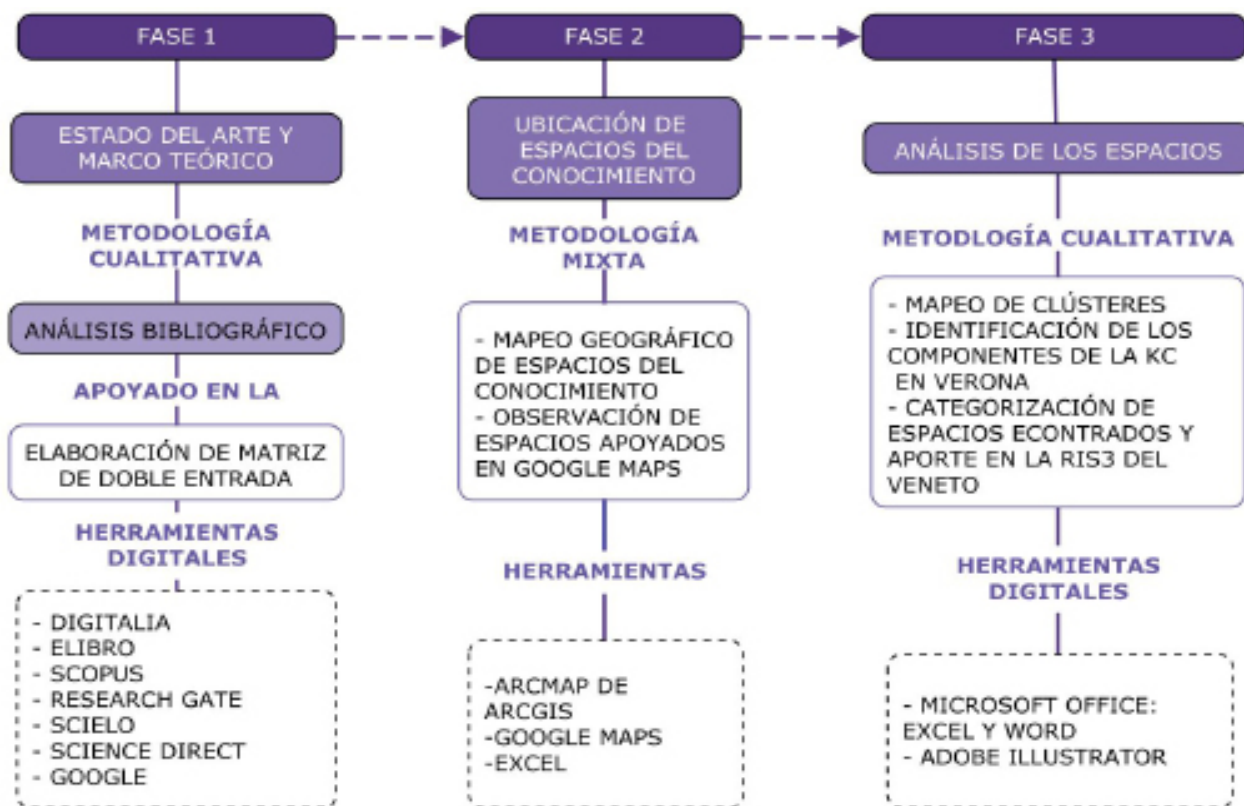 FASE 1
ESTADO DEL ARTE Y
MARCO TEÓRICO
METODOLOGÍA
CUALITATIVA
ANÁLISIS BIBLIOGRÁFICO
APOYADO EN LA
ELABORACIÓN DE MATRIZ
DE DOBLE ENTRADA
HERRAMIENTAS
DIGITALES
- DIGITALIA
- ELIBRO
- SCOPUS
- RESEARCH GATE
- SCIELO
- SCIENCE DIRECT
- GOOGLE
FASE 2
UBICACIÓN DE
ESPACIOS DEL
CONOCIMIENTO
METODOLOGÍA
MIXTA
- MAPEO GEOGRÁFICO
DE ESPACIOS DEL
CONOCIMIENTO
- OBSERVACIÓN DE
ESPACIOS APOYADOS
EN GOOGLE MAPS
HERRAMIENTAS
-ARCMAP DE
ARCGIS
-GOOGLE MAPS
-EXCEL
FASE 3
ANÁLISIS DE LOS ESPACIOS
METODLOGÍA CUALITATIVA
- MAPEO DE CLÚSTERES
- IDENTIFICACIÓN DE LOS
COMPONENTES DE LA KC
EN VERONA
- CATEGORIZACIÓN DE
ESPACIOS ECONTRADOS Y
APORTE EN LA RIS3 DEL
VENETO
HERRAMIENTAS
DIGITALES
- MICROSOFT OFFICE:
EXCEL Y WORD
- ADOBE ILLUSTRATOR